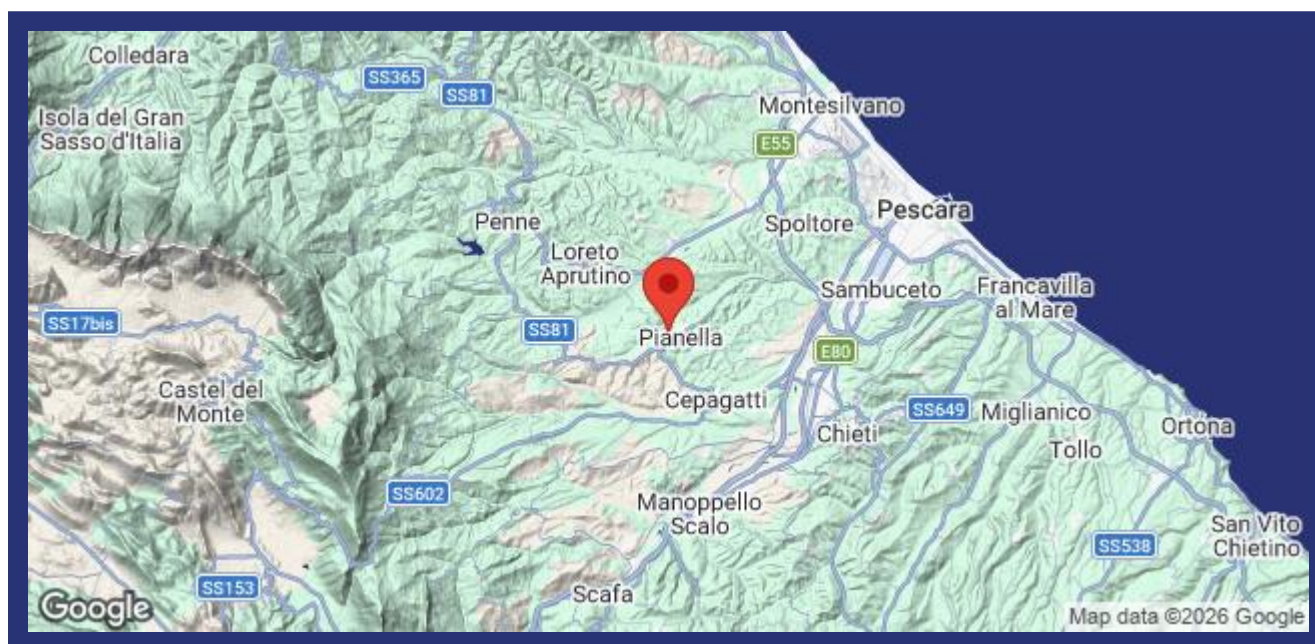 Colledara
SS365
SS81
Montesilvano
Isola del Gran
Sasso d'Italia
E55
Pescara
Penne
Spoltore
Loreto
Aprutino
Sambuceto
Francavilla
al Mare
SS17bis
SS81
Pianella
E80
Castel del
Monte
Cepagatti
SS649
Miglianico
Ortona
Chieti
Tollo
SS602
Manoppello
Scalo
San Vito
Chietino
SS538
SS153
Scafa
Google
Map data ©2026 Google